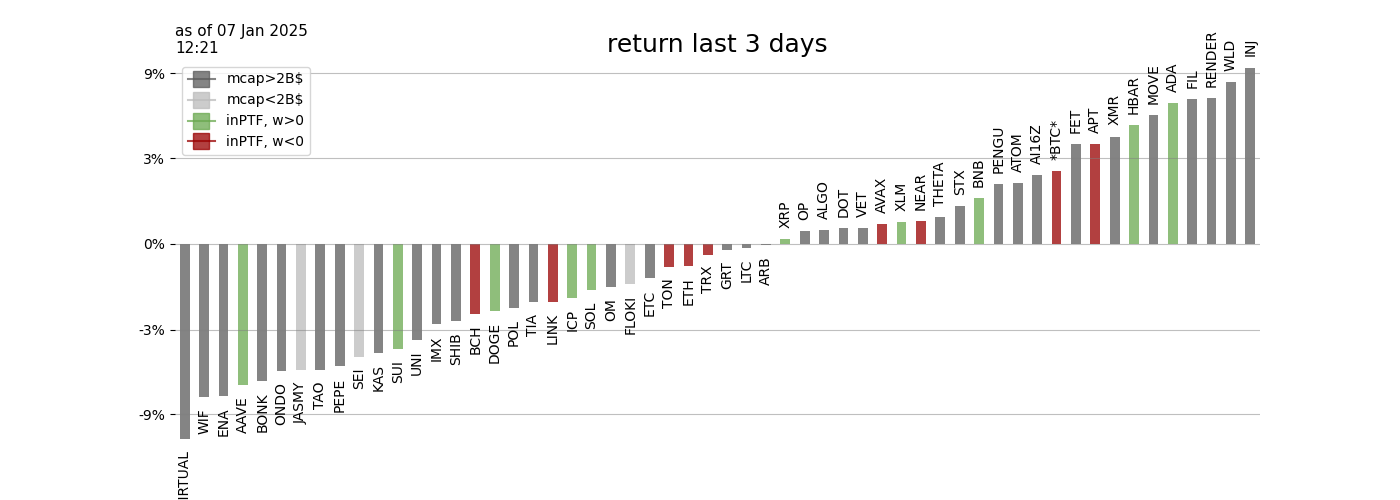 as of 07 Jan 2025
12:21
return last 3 days
mcap>2B$
mcap<2B$
inPTF, w>0
inPTF, w<0
9%
3%
0%
-3%
-9%
IRTUAL
WIF
ENA
AAVE
BONK
ONDO
JASMY
TAO
PEPE
SEI
KAS
SUI
UNI
IMX
SHIB
BCH
DOGE
POL
TIA
LINK
ICP
SOL
OM
FLOKI
ETC
TON
ETH
TRX
GRT
LTC
ARB
XRP
OP
ALGO
DOT
VET
AVAX
XLM
NEAR
THETA
STX
BNB
PENGU
ATOM
AI16Z
*BTC*
FET
APT
XMR
HBAR
MOVE
ADA
FIL
RENDER
WLD
INJ